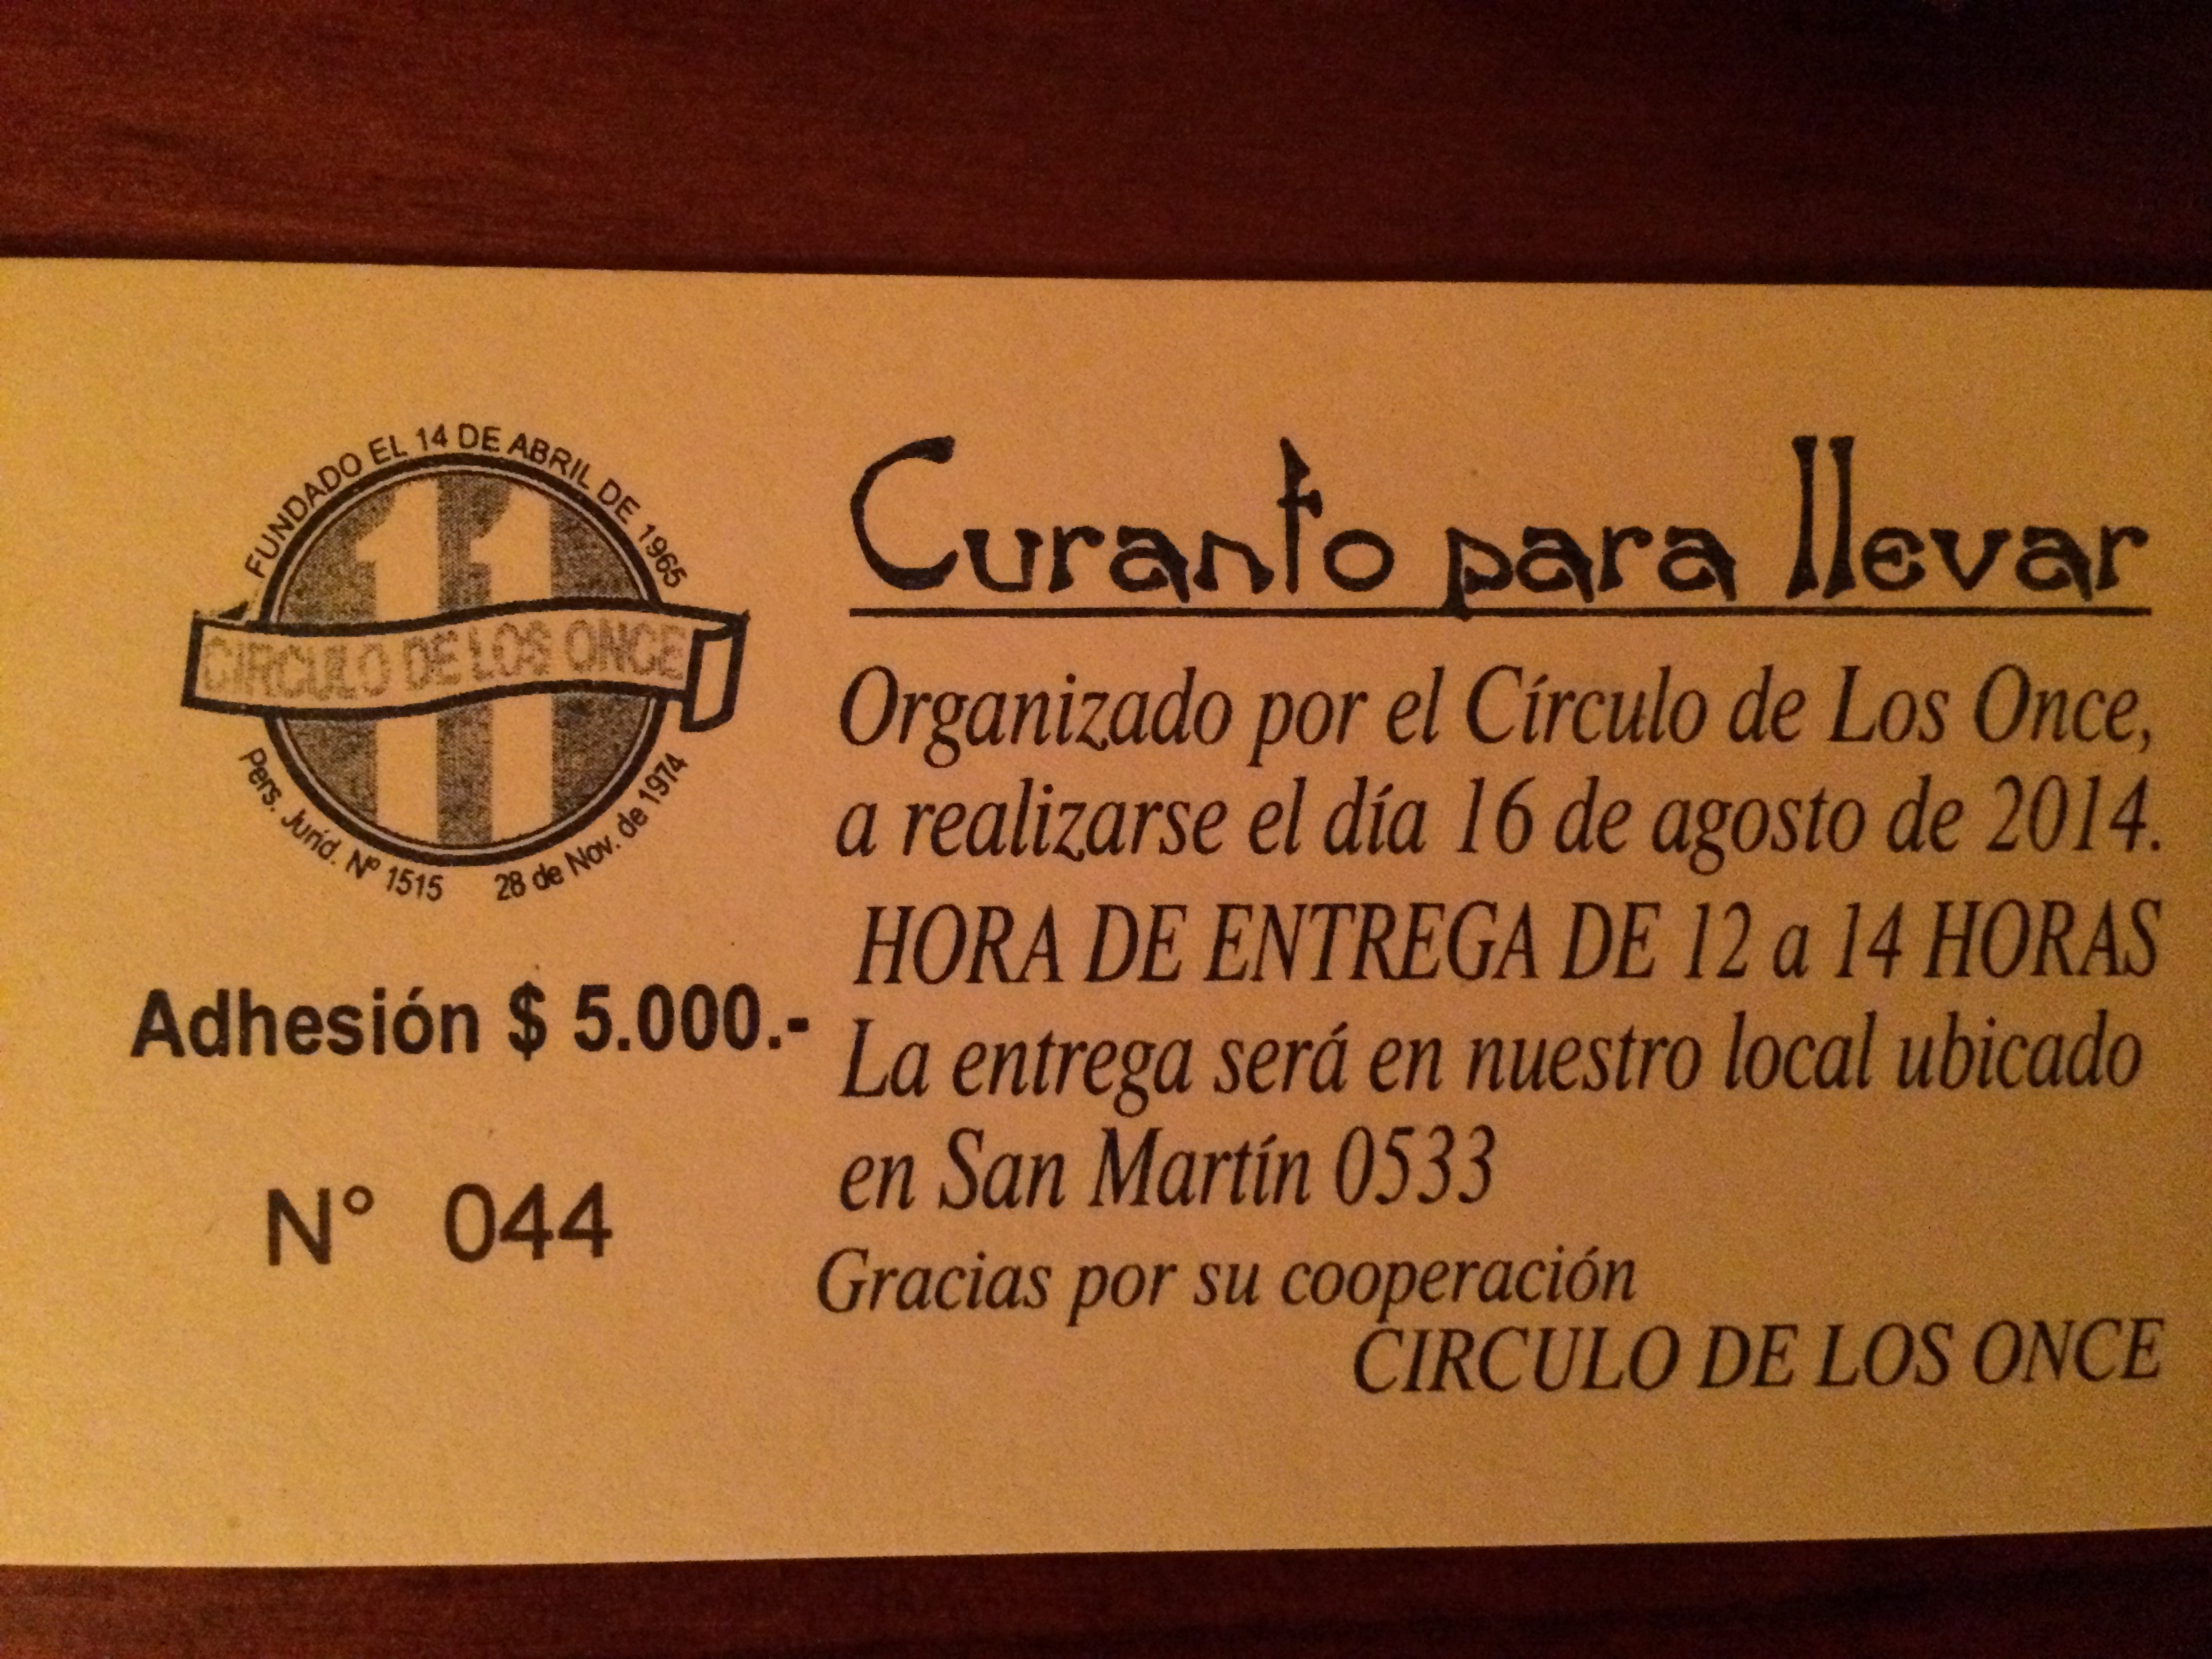 FUNDADO EL 14 DE ABRIL DE 1965
11
CIRCULO DE LOS ONCE
Pers. Juríd. Nº 1515 28 de Nov. de 1974
Adhesión $ 5.000.-
N° 044
Curanto para llevar
Organizado por el Círculo de Los Once,
a realizarse el día 16 de agosto de 2014.
HORA DE ENTREGA DE 12 a 14 HORAS
La entrega será en nuestro local ubicado
en San Martín 0533
Gracias por su cooperación
CIRCULO DE LOS ONCE